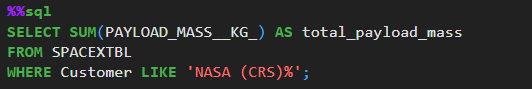 %%sql
SELECT SUM(PAYLOAD_MASS__KG_) AS total_payload_mass
FROM SPACEXTBL
WHERE Customer LIKE 'NASA (CRS)%';